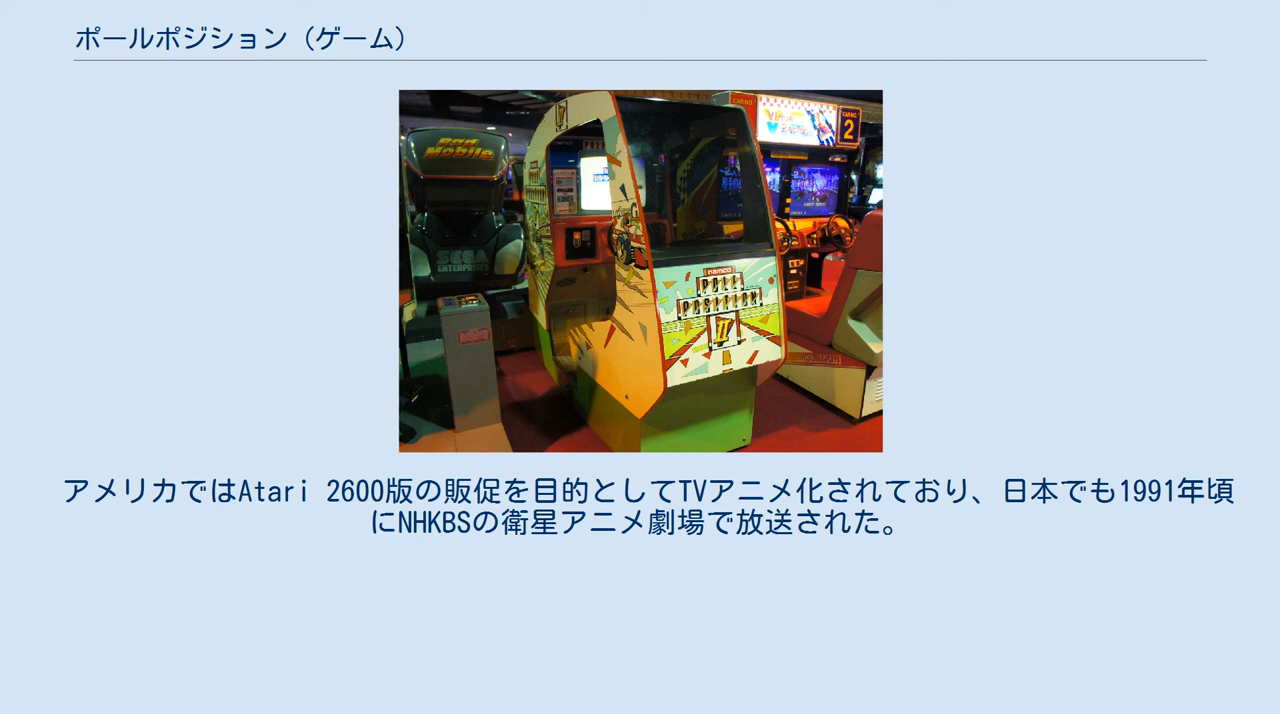 ポールポジション（ゲーム）
Rad
Mobile
SEGA
ENTERPRISES
namco
POLE
POSITION
II
CARNO
2
アメリカではAtari 2600版の販促を目的としてTVアニメ化されており、日本でも1991年頃
にNHKBSの衛星アニメ劇場で放送された。